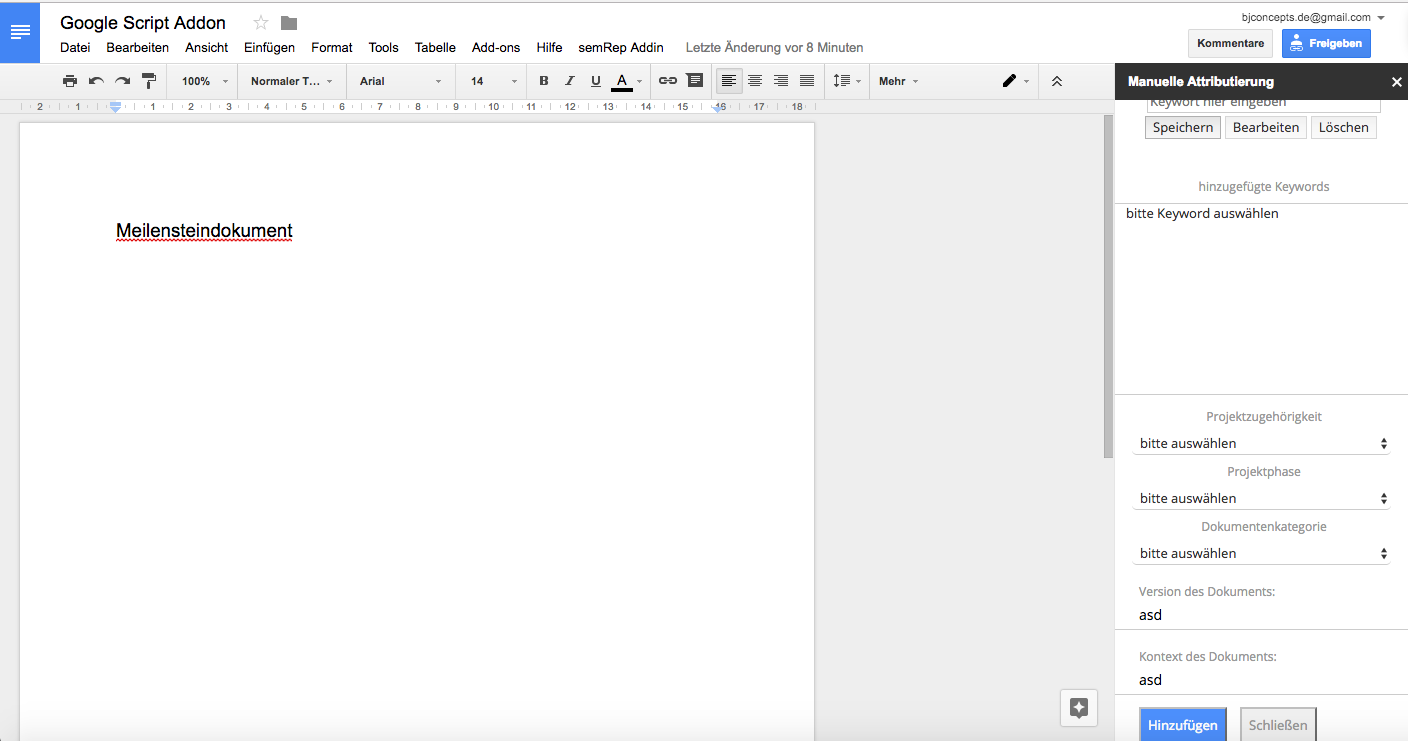 Google Script Addon
bjconcepts.de@gmail.com
Datei Bearbeiten Ansicht Einfügen Format Tools Tabelle Add-ons Hilfe semRep Addin Letzte Änderung vor 8 Minuten
Kommentare Freigeben
100% Normaler T... Arial 14 B I U A Mehr
Manuelle Attributierung
2 1 1 2 3 4 5 6 7 8 9 10 11 12 13 14 15 16 17 18
Keywort hier eingeben
Speichern Bearbeiten Löschen
hinzugefügte Keywords
bitte Keyword auswählen
Meilensteindokument
Projektzugehörigkeit
bitte auswählen
Projektphase
bitte auswählen
Dokumentenkategorie
bitte auswählen
Version des Dokuments:
asd
Kontext des Dokuments:
asd
Hinzufügen Schließen